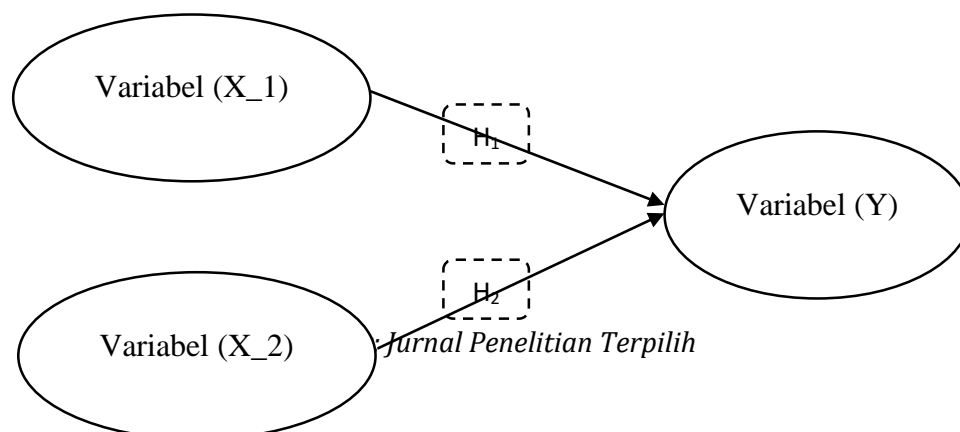 Variabel (X_1)
H₁
Variabel (Y)
H₂
Variabel (X_2)
: Jurnal Penelitian Terpilih